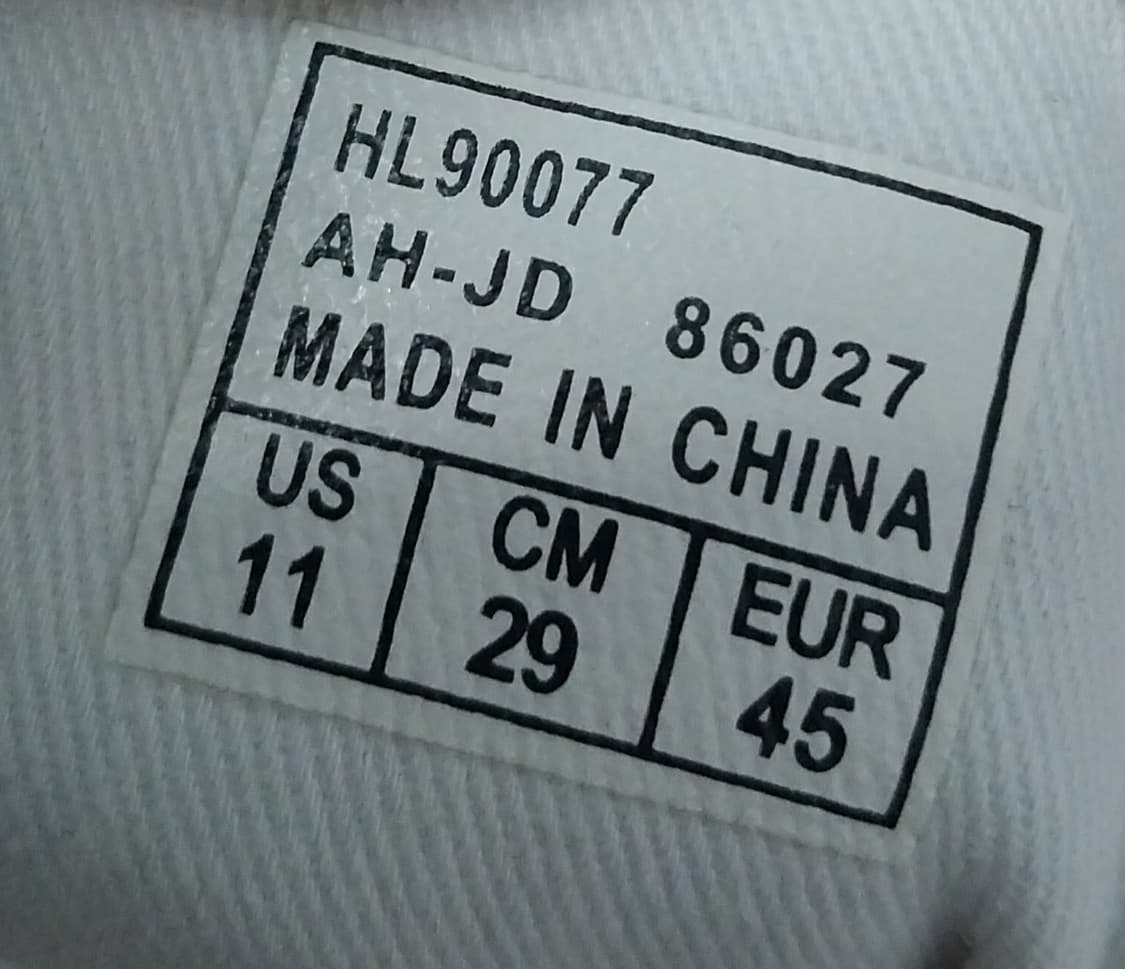 HL90077
AH-JD 86027
MADE IN CHINA
US CM EUR
11 29 45